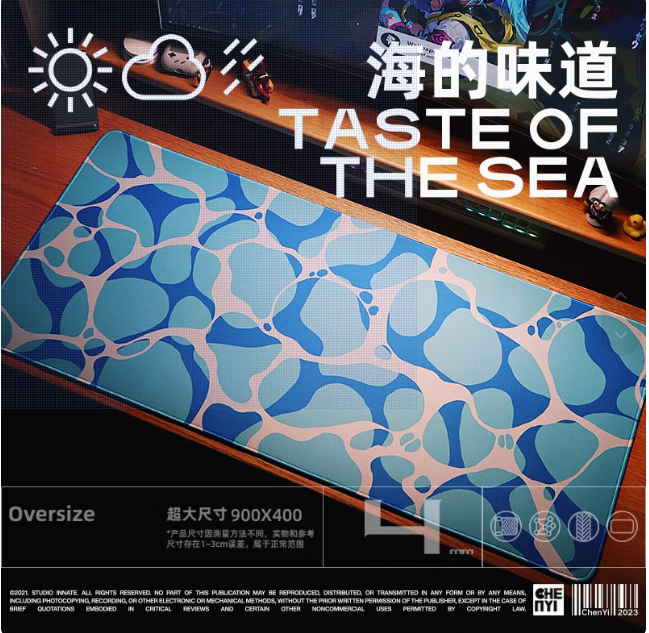 海的味道
TASTE OF
THE SEA
Oversize
超大尺寸 900X400
*产品尺寸因测量方法不同，实物和参考
尺寸存在1~3cm误差，属于正常范围
4mm
©2021. STUDIO INNATE. ALL RIGHTS RESERVED. NO PART OF THIS PUBLICATION MAY BE REPRODUCED, DISTRIBUTED, OR TRANSMITTED IN ANY FORM OR BY ANY MEANS,
INCLUDING PHOTOCOPYING, RECORDING, OR OTHER ELECTRONIC OR MECHANICAL METHODS, WITHOUT THE PRIOR WRITTEN PERMISSION OF THE PUBLISHER, EXCEPT IN THE CASE OF
BRIEF QUOTATIONS EMBODIED IN CRITICAL REVIEWS AND CERTAIN OTHER NONCOMMERCIAL USES PERMITTED BY COPYRIGHT LAW.
CHE
NYI
ChenYi 2023